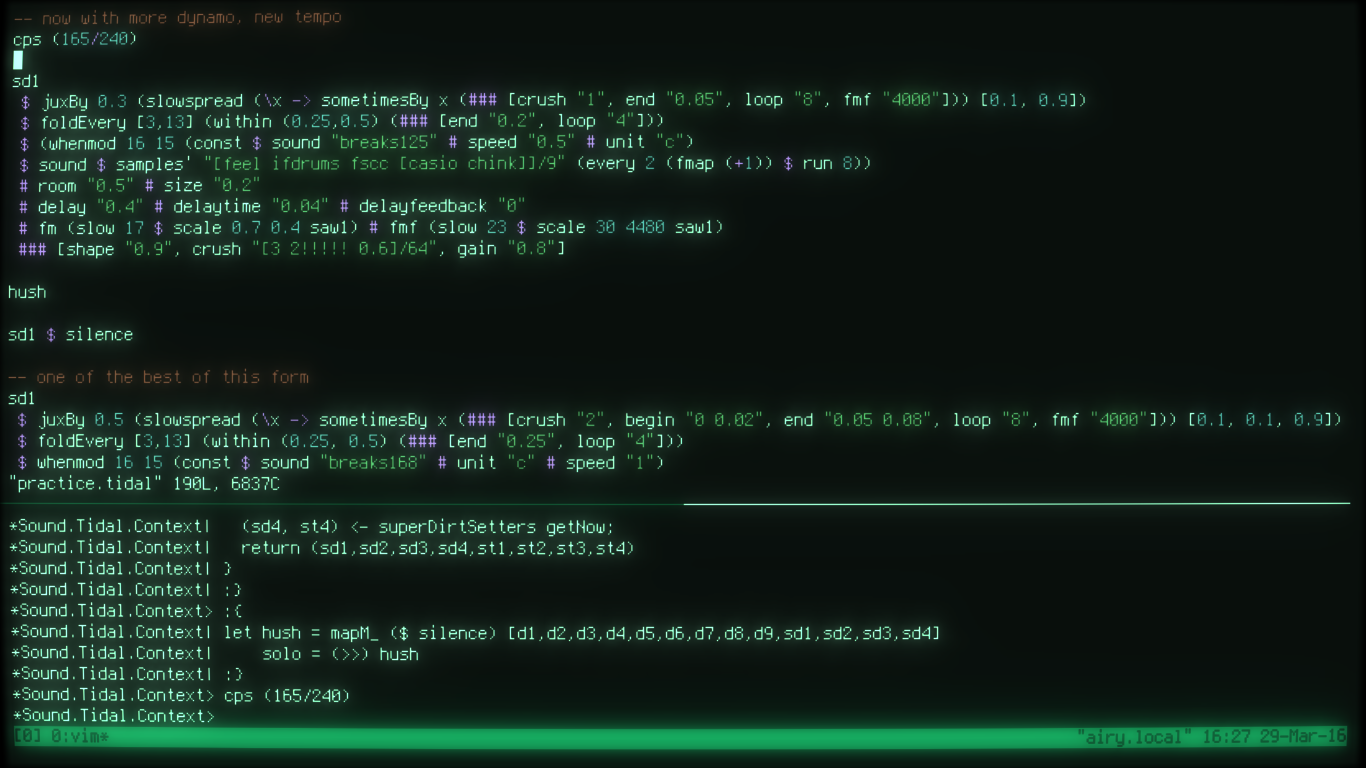 -- now with more dynamo, new tempo
cps (165/240)
sd1
$ juxBy 0.3 (slowspread (\x -> sometimesBy x (### [crush "1", end "0.05", loop "8", fmf "4000"])) [0.1, 0.9])
$ foldEvery [3,13] (within (0.25,0.5) (### [end "0.2", loop "4"]))
$ (whenmod 16 15 (const $ sound "breaks125" # speed "0.5" # unit "c")
$ sound $ samples' "[feel ifdrums fscc [casio chink]]/9" (every 2 (fmap (+1)) $ run 8))
# room "0.5" # size "0.2"
# delay "0.4" # delaytime "0.04" # delayfeedback "0"
# fm (slow 17 $ scale 0.7 0.4 saw1) # fmf (slow 23 $ scale 30 4480 saw1)
### [shape "0.9", crush "[3 2!!!!! 0.6]/64", gain "0.8"]
hush
sd1 $ silence
-- one of the best of this form
sd1
$ juxBy 0.5 (slowspread (\x -> sometimesBy x (### [crush "2", begin "0 0.02", end "0.05 0.08", loop "8", fmf "4000"])) [0.1, 0.1, 0.9])
$ foldEvery [3,13] (within (0.25, 0.5) (### [end "0.25", loop "4"]))
$ whenmod 16 15 (const $ sound "breaks168" # unit "c" # speed "1")
"practice.tidal" 190L, 6837C
*Sound.Tidal.Context|   (sd4, st4) <- superDirtSetters getNow;
*Sound.Tidal.Context|   return (sd1,sd2,sd3,sd4,st1,st2,st3,st4)
*Sound.Tidal.Context| }
*Sound.Tidal.Context| :}
*Sound.Tidal.Context> :{
*Sound.Tidal.Context| let hush = mapM_ ($ silence) [d1,d2,d3,d4,d5,d6,d7,d8,d9,sd1,sd2,sd3,sd4]
*Sound.Tidal.Context|     solo = (>>) hush
*Sound.Tidal.Context| :}
*Sound.Tidal.Context> cps (165/240)
*Sound.Tidal.Context>
[0] 0:vim* "airy.local" 16:27 29-Mar-16